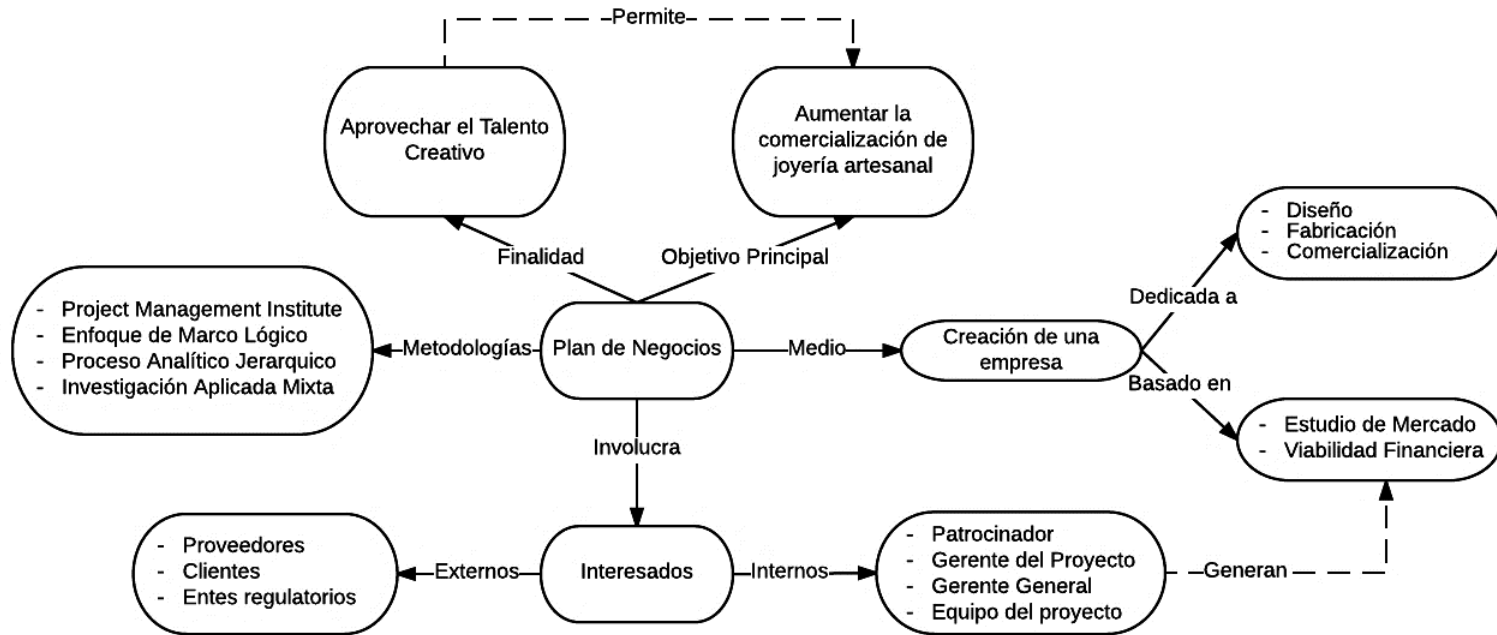 Permite
Aprovechar el Talento
Creativo
Aumentar la
comercialización de
joyería artesanal
Finalidad
Objetivo Principal
- Diseño
- Fabricación
- Comercialización
Dedicada a
- Project Management Institute
- Enfoque de Marco Lógico
- Proceso Analítico Jerarquico
- Investigación Aplicada Mixta
Metodologías
Plan de Negocios
Medio
Creación de una
empresa
Basado en
- Estudio de Mercado
- Viabilidad Financiera
Involucra
- Proveedores
- Clientes
- Entes regulatorios
Externos
Interesados
Internos
- Patrocinador
- Gerente del Proyecto
- Gerente General
- Equipo del proyecto
Generan